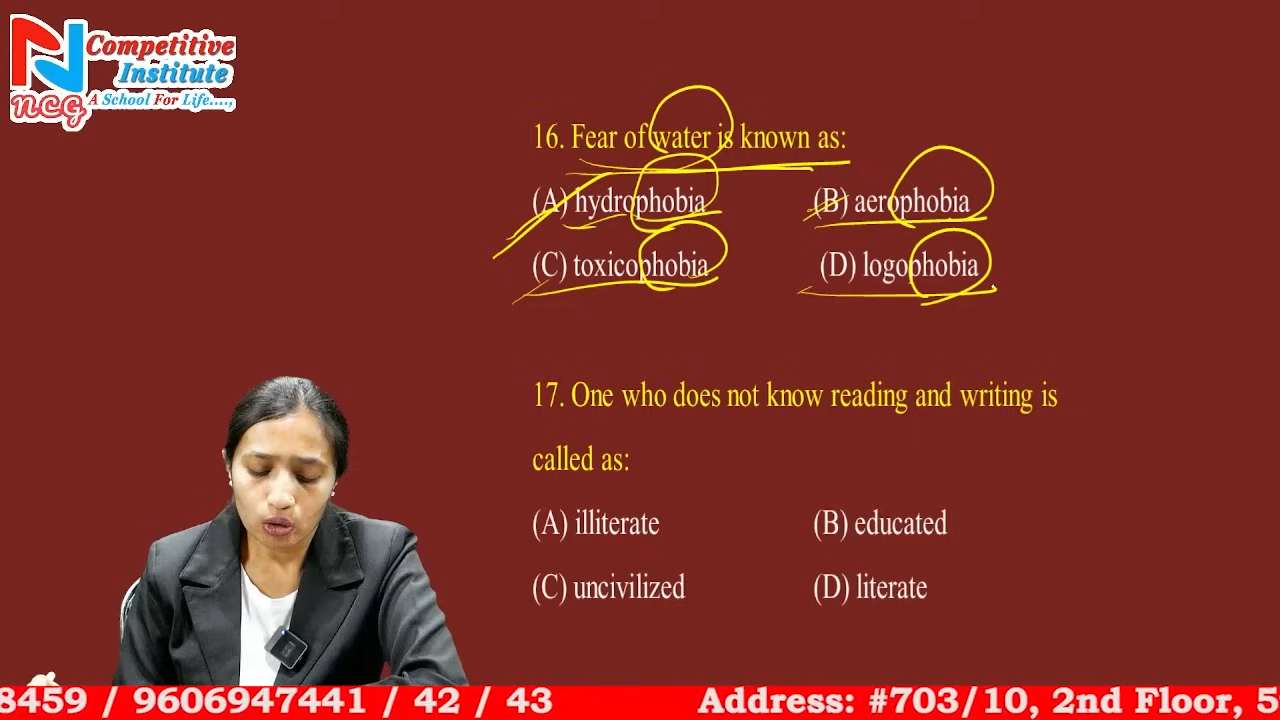 Competitive
Institute
NCG A School For Life....,
16. Fear of water is known as:
(A) hydrophobia (B) aerophobia
(C) toxicophobia (D) logophobia
17. One who does not know reading and writing is
called as:
(A) illiterate (B) educated
(C) uncivilized (D) literate
8459 / 9606947441 / 42 / 43 Address: #703/10, 2nd Floor, 5